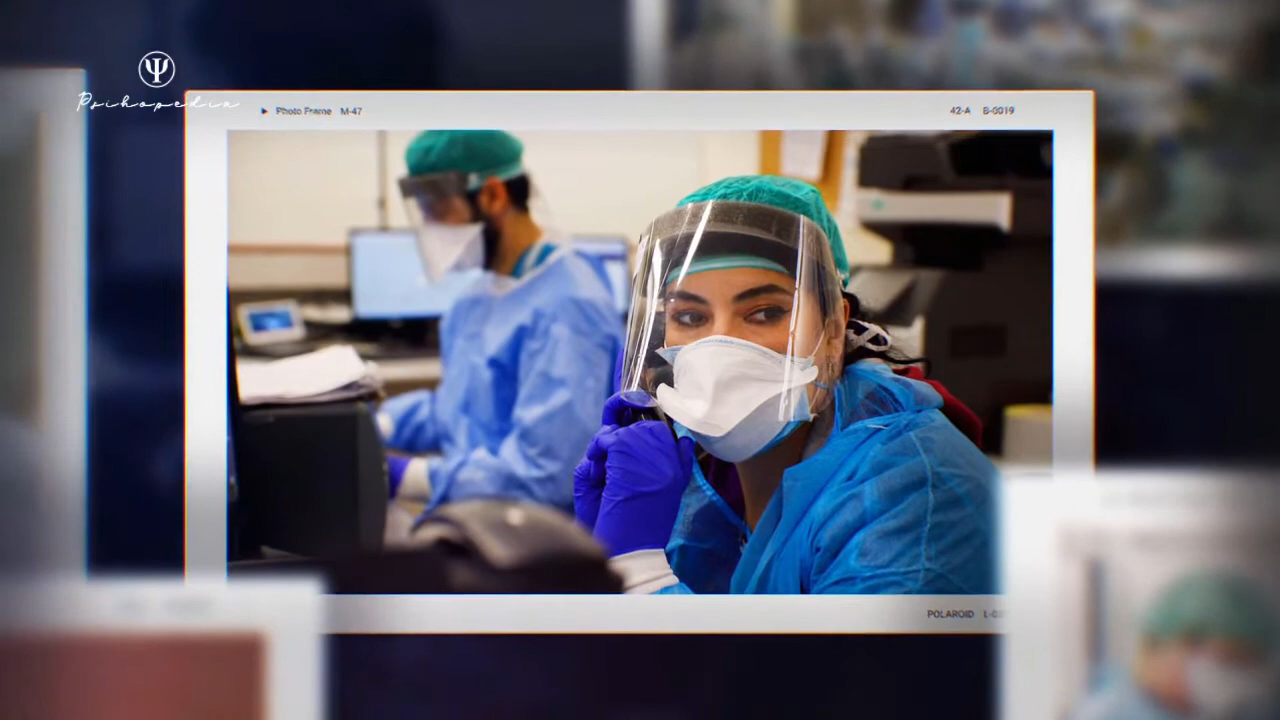 Ψ
Psihopedia
Photo Frame M-47
42-A B-0019
POLAROID